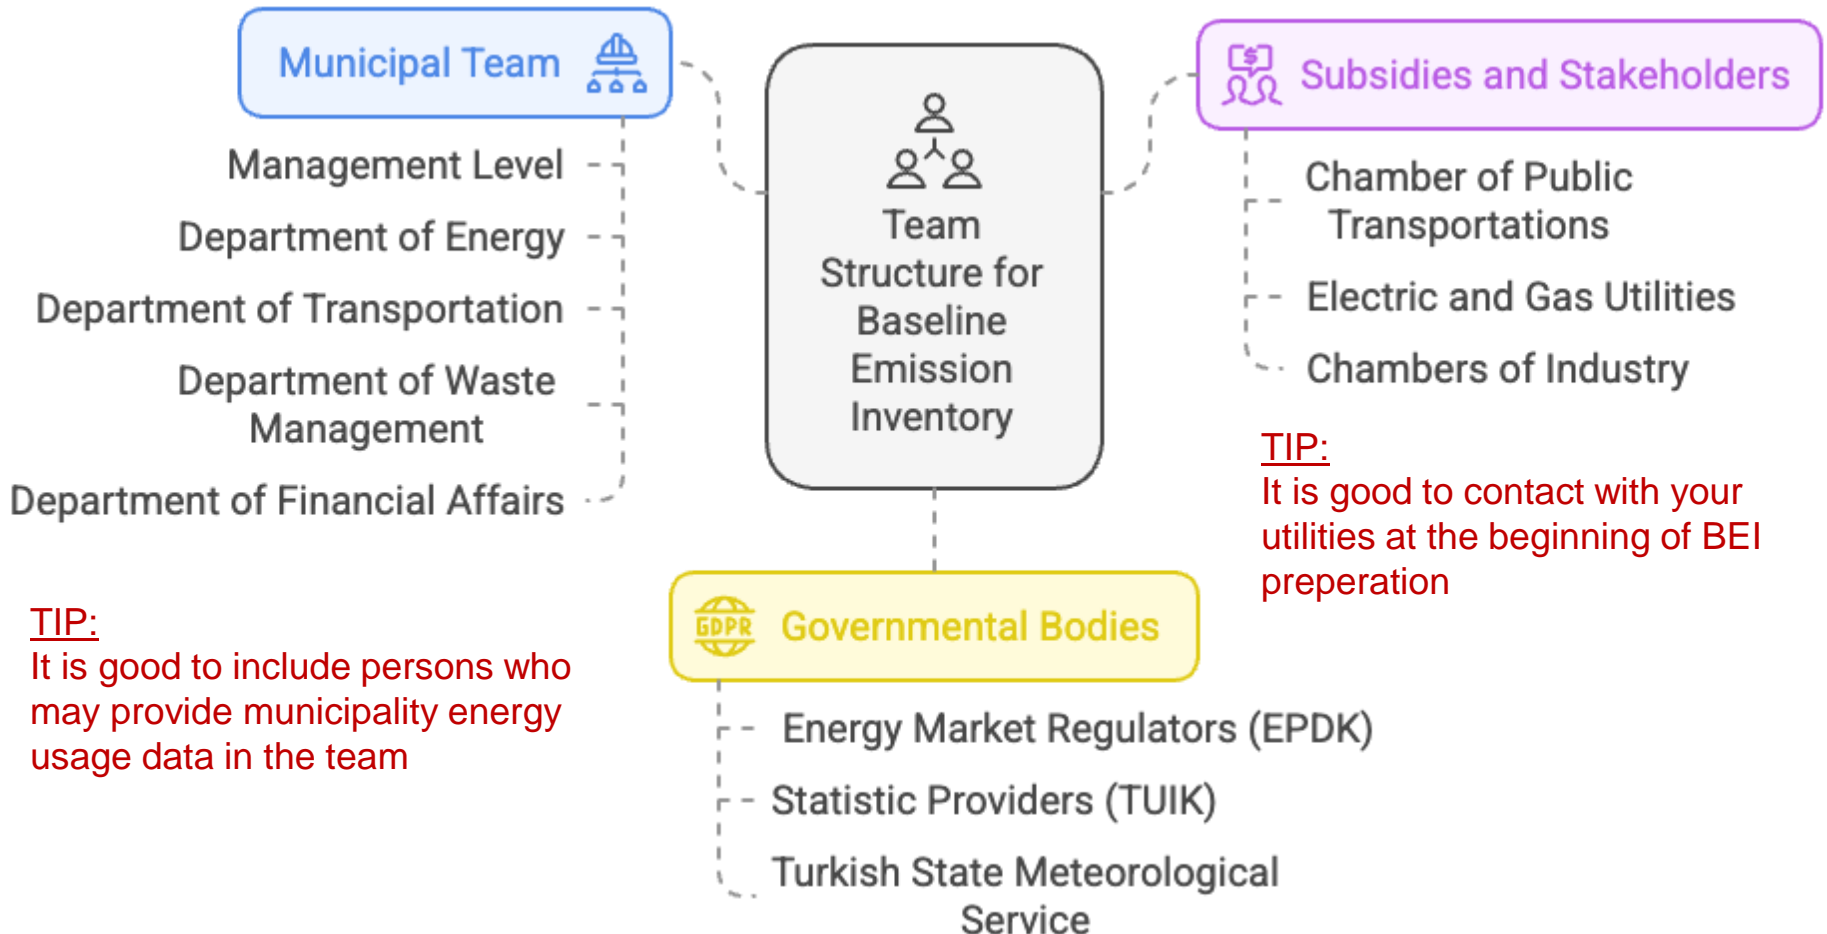 Municipal Team
Management Level
Department of Energy
Department of Transportation
Department of Waste
Management
Department of Financial Affairs
TIP:
It is good to include persons who
may provide municipality energy
usage data in the team
Team
Structure for
Baseline
Emission
Inventory
Subsidies and Stakeholders
Chamber of Public
Transportations
Electric and Gas Utilities
Chambers of Industry
TIP:
It is good to contact with your
utilities at the beginning of BEI
preperation
GDPR
Governmental Bodies
Energy Market Regulators (EPDK)
Statistic Providers (TUIK)
Turkish State Meteorological
Service